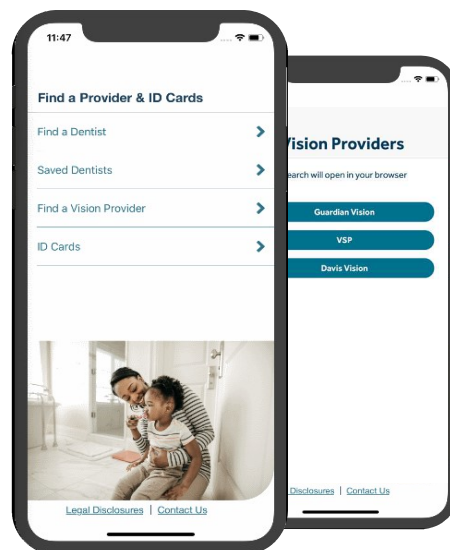 11:47
Find a Provider & ID Cards
Find a Dentist
Saved Dentists
Find a Vision Provider
ID Cards
Legal Disclosures | Contact Us
Vision Providers
earch will open in your browser
Guardian Vision
VSP
Davis Vision
Disclosures | Contact Us